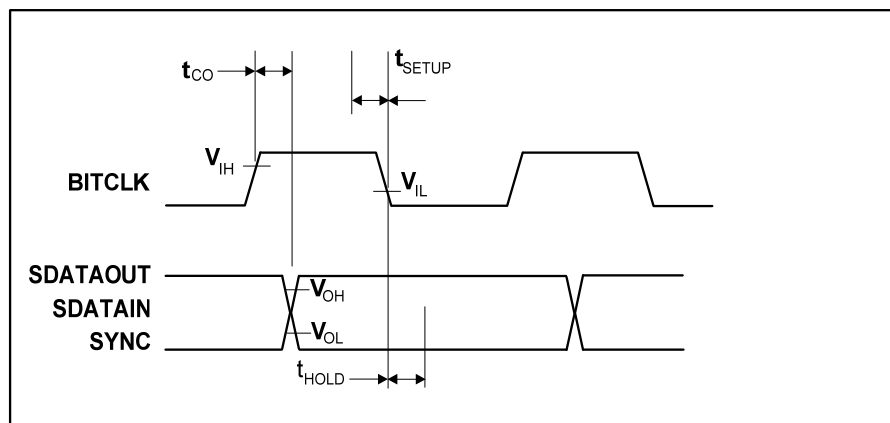 tCO
tSETUP
VIH
BITCLK
VIL
SDATAOUT
VOH
SDATAIN
VOL
SYNC
tHOLD